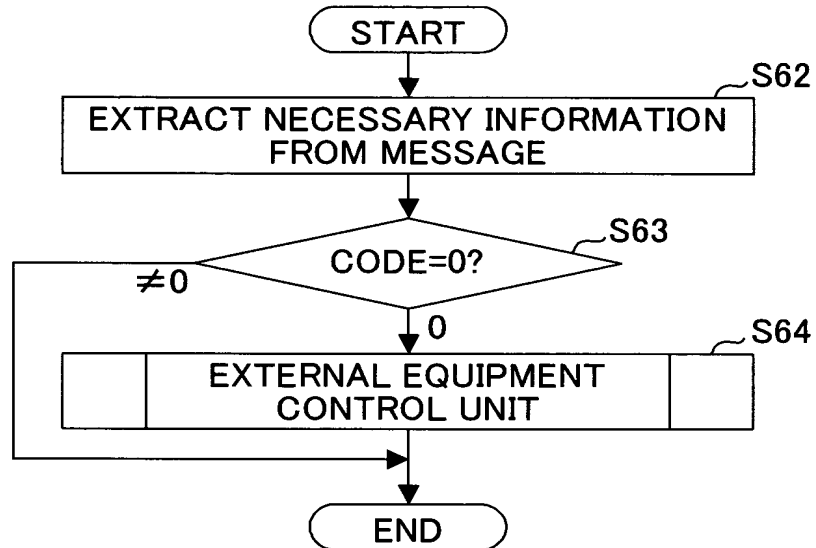 START
S62
EXTRACT NECESSARY INFORMATION
FROM MESSAGE
S63
CODE=0?
≠0
0
S64
EXTERNAL EQUIPMENT
CONTROL UNIT
END